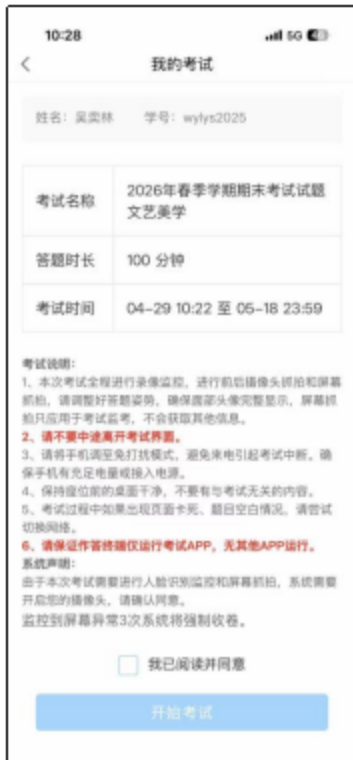 10:28
5G
我的考试
姓名：吴奕林 学号：wylys2025
考试名称
2026年春季学期期末考试试题
文艺美学
答题时长
100 分钟
考试时间
04-29 10:22 至 05-18 23:59
考试说明：
1、本次考试全程进行录像监控，进行前后摄像头抓拍和屏幕
抓拍，请调整好答题姿势，确保面部头像完整显示，屏幕抓
拍只应用于考试监考，不会获取其他信息。
2、请不要中途离开考试界面。
3、请将手机调至免打扰模式，避免来电引起考试中断。确
保手机有充足电量或接入电源。
4、保持座位前的桌面干净，不要有与考试无关的内容。
5、考试过程中如果出现页面卡死、题目空白情况，请尝试
切换网络。
6、请保证作答终端仅运行考试APP，无其他APP运行。
系统声明：
由于本次考试需要进行人脸识别监控和屏幕抓拍，系统需要
开启您的摄像头，请确认同意。
监控到屏幕异常3次系统将强制收卷。
我已阅读并同意
开始考试